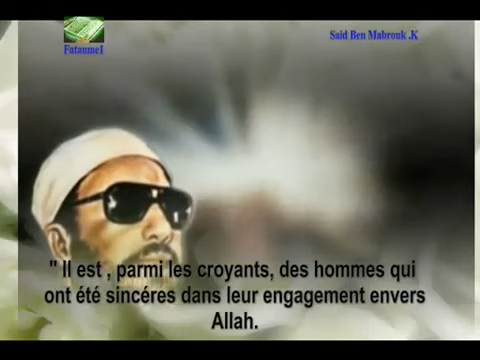 Fataumel
Said Ben Mabrouk .K
" Il est , parmi les croyants, des hommes qui
ont été sincéres dans leur engagement envers
Allah.